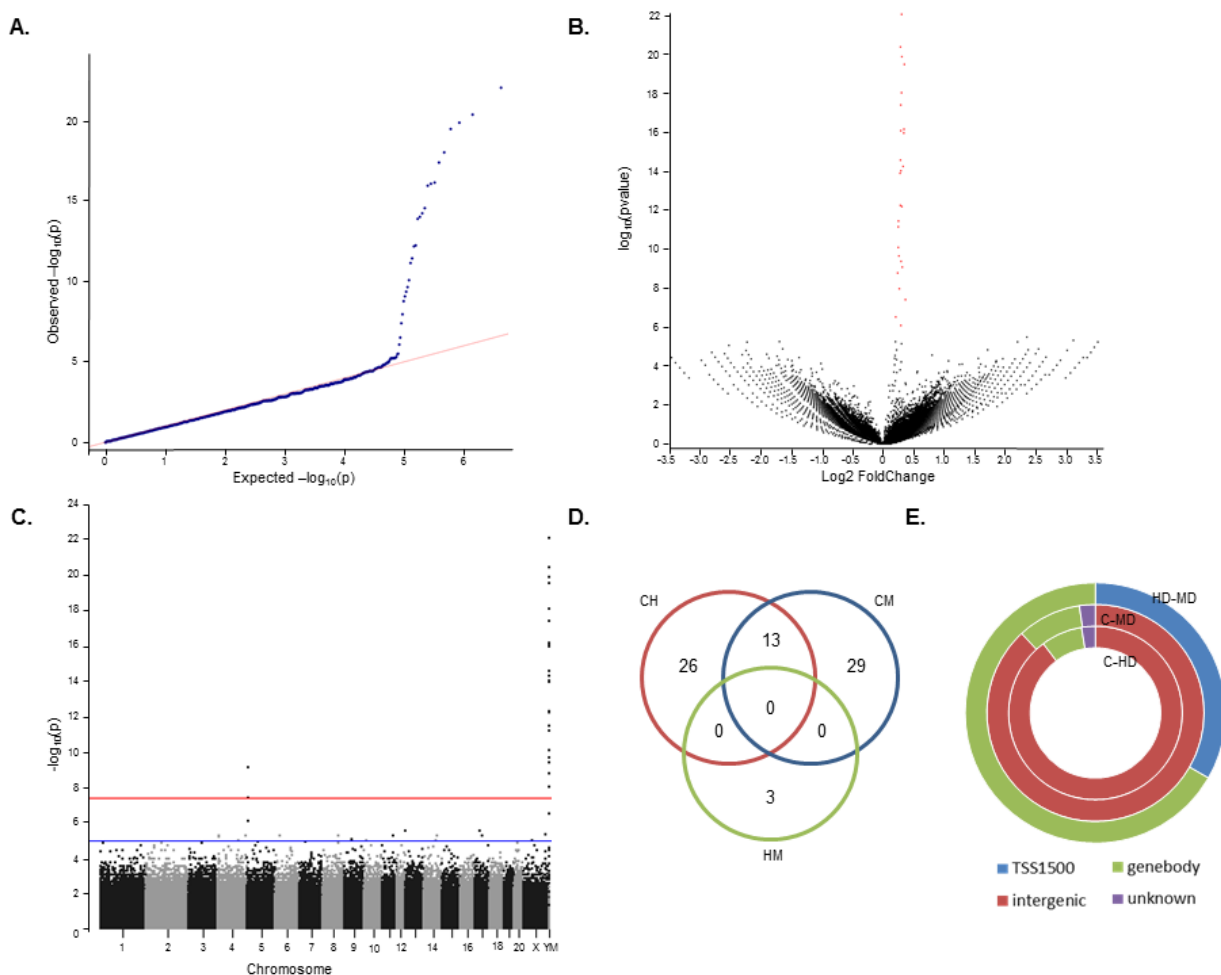 A.
Observed –log₁₀(p)
20
15
10
5
0
0 1 2 3 4 5 6
Expected –log₁₀(p)
B.
log₁₀(pvalue)
22
20
18
16
14
12
10
8
6
4
2
0
-3.5 -3.0 -2.5 -2.0 -1.5 -1.0 -0.5 0 0.5 1.0 1.5 2.0 2.5 3.0 3.5
Log2 FoldChange
C.
-log₁₀(p)
24
22
20
18
16
14
12
10
8
6
4
2
0
1 2 3 4 5 6 7 8 9 10 12 14 16 18 20 X YM
Chromosome
D.
CH
CM
13
26
29
0
0
0
3
HM
E.
HD-MD
C-MD
C-HD
TSS1500
genebody
intergenic
unknown